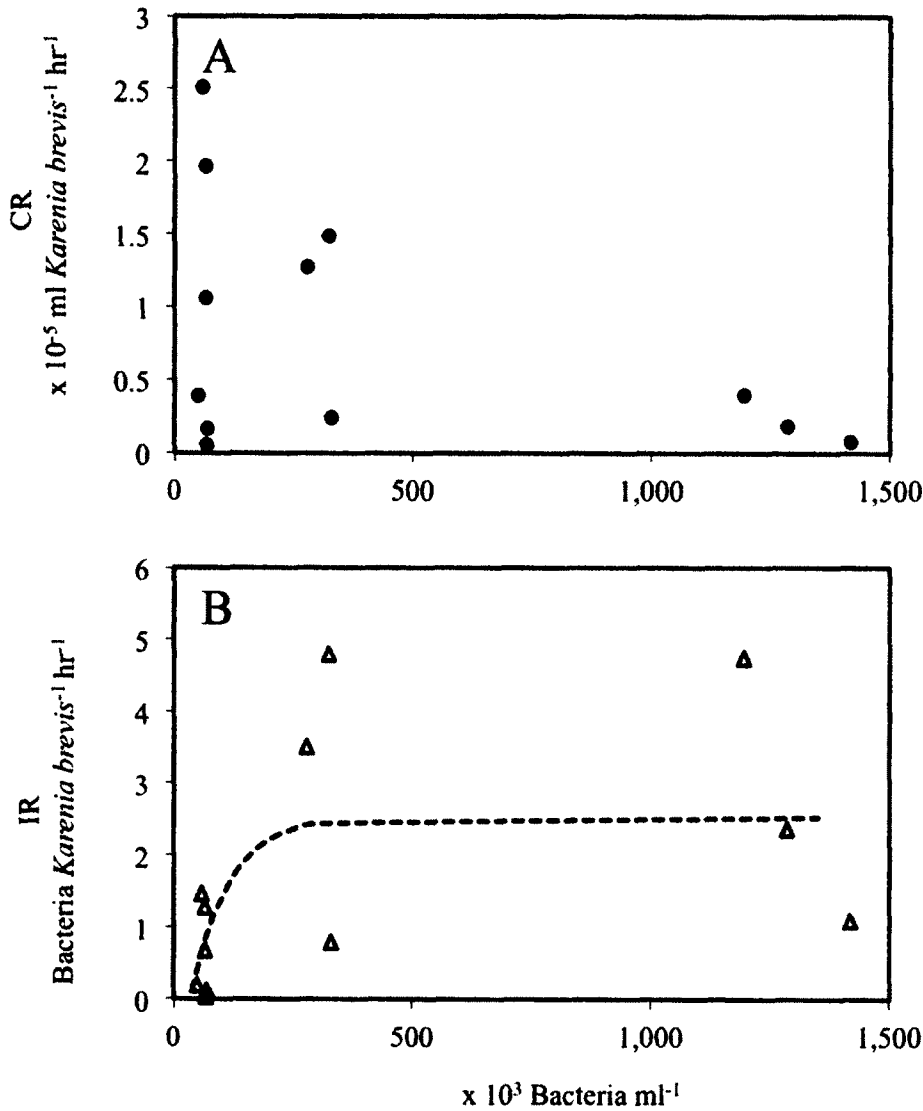 A
3
2.5
2
1.5
1
0.5
0
0 500 1,000 1,500
CR
x 10⁻⁵ ml Karenia brevis⁻¹ hr⁻¹
B
6
5
4
3
2
1
0
0 500 1,000 1,500
IR
Bacteria Karenia brevis⁻¹ hr⁻¹
x 10³ Bacteria ml⁻¹